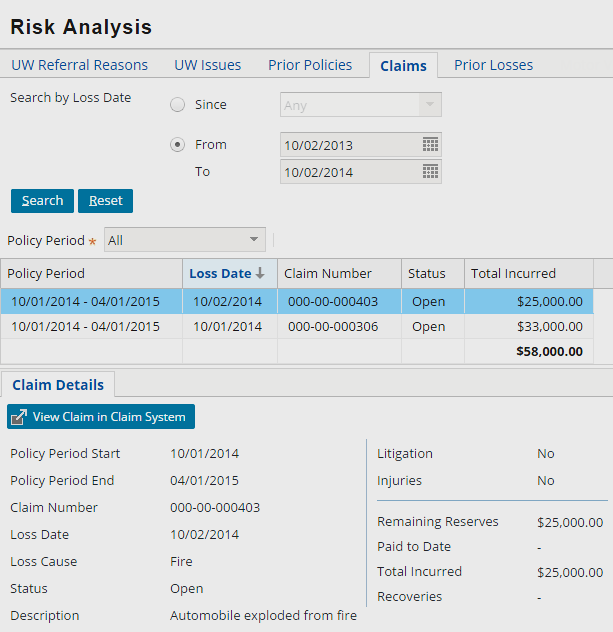 Risk Analysis
UW Referral Reasons UW Issues Prior Policies Claims Prior Losses
Search by Loss Date Since Any
From 10/02/2013
To 10/02/2014
Search Reset
Policy Period * All
Policy Period Loss Date Claim Number Status Total Incurred
10/01/2014 - 04/01/2015 10/02/2014 000-00-000403 Open $25,000.00
10/01/2014 - 04/01/2015 10/01/2014 000-00-000306 Open $33,000.00
$58,000.00
Claim Details
View Claim in Claim System
Policy Period Start 10/01/2014
Policy Period End 04/01/2015
Claim Number 000-00-000403
Loss Date 10/02/2014
Loss Cause Fire
Status Open
Description Automobile exploded from fire
Litigation No
Injuries No
Remaining Reserves $25,000.00
Paid to Date -
Total Incurred $25,000.00
Recoveries -